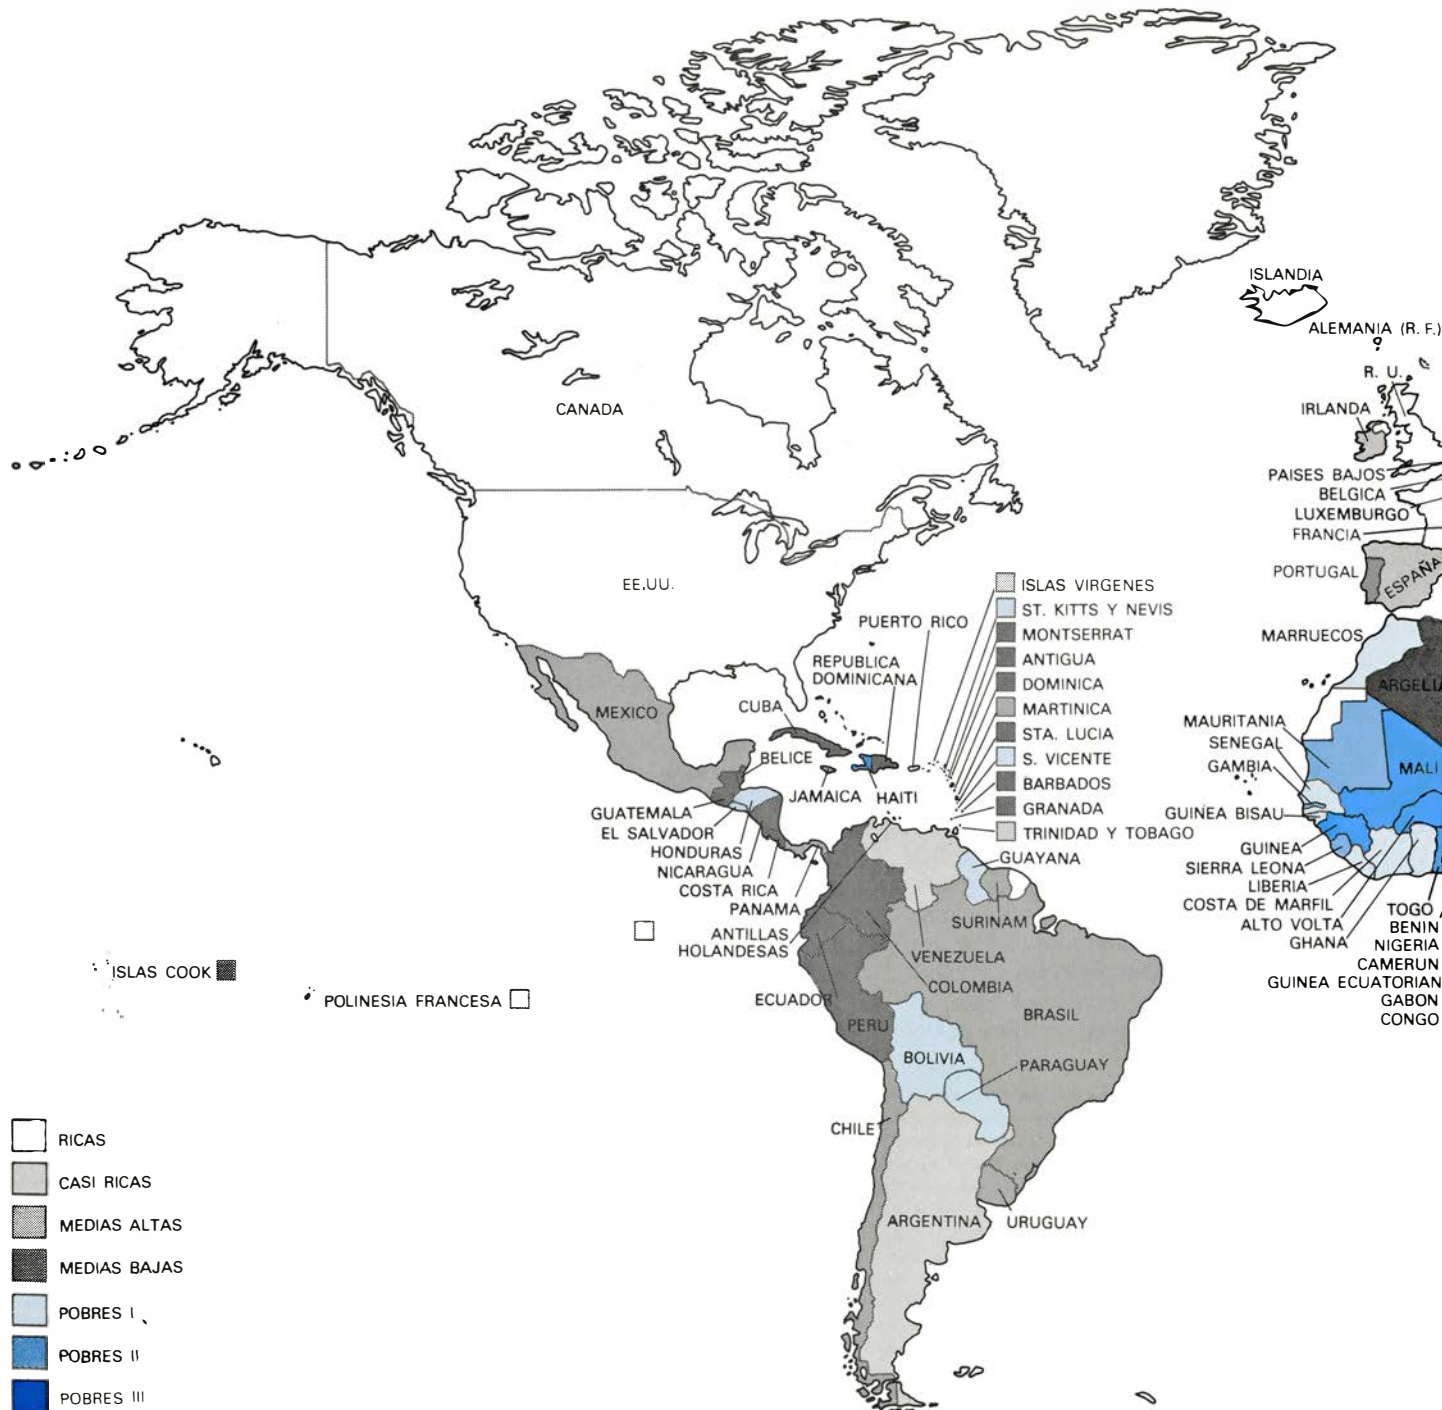 ISLANDIA
ALEMANIA (R. F.)
R. U.
IRLANDA
CANADA
PAISES BAJOS
BELGICA
LUXEMBURGO
FRANCIA
PORTUGAL
ESPAÑA
EE.UU.
ISLAS VIRGENES
ST. KITTS Y NEVIS
MONTSERRAT
ANTIGUA
DOMINICA
MARTINICA
STA. LUCIA
S. VICENTE
BARBADOS
GRANADA
TRINIDAD Y TOBAGO
PUERTO RICO
REPUBLICA
DOMINICANA
CUBA
MEXICO
BELICE
JAMAICA
HAITI
GUATEMALA
EL SALVADOR
HONDURAS
NICARAGUA
COSTA RICA
PANAMA
ANTILLAS
HOLANDESAS
GUAYANA
SURINAM
VENEZUELA
COLOMBIA
ECUADOR
PERU
BRASIL
BOLIVIA
PARAGUAY
CHILE
ARGENTINA
URUGUAY
MARRUECOS
ARGELIA
MAURITANIA
SENEGAL
GAMBIA
MALI
GUINEA BISAU
GUINEA
SIERRA LEONA
LIBERIA
COSTA DE MARFIL
ALTO VOLTA
GHANA
TOGO
BENIN
NIGERIA
CAMERUN
GUINEA ECUATORIAN
GABON
CONGO
ISLAS COOK
POLINESIA FRANCESA
RICAS
CASI RICAS
MEDIAS ALTAS
MEDIAS BAJAS
POBRES I
POBRES II
POBRES III